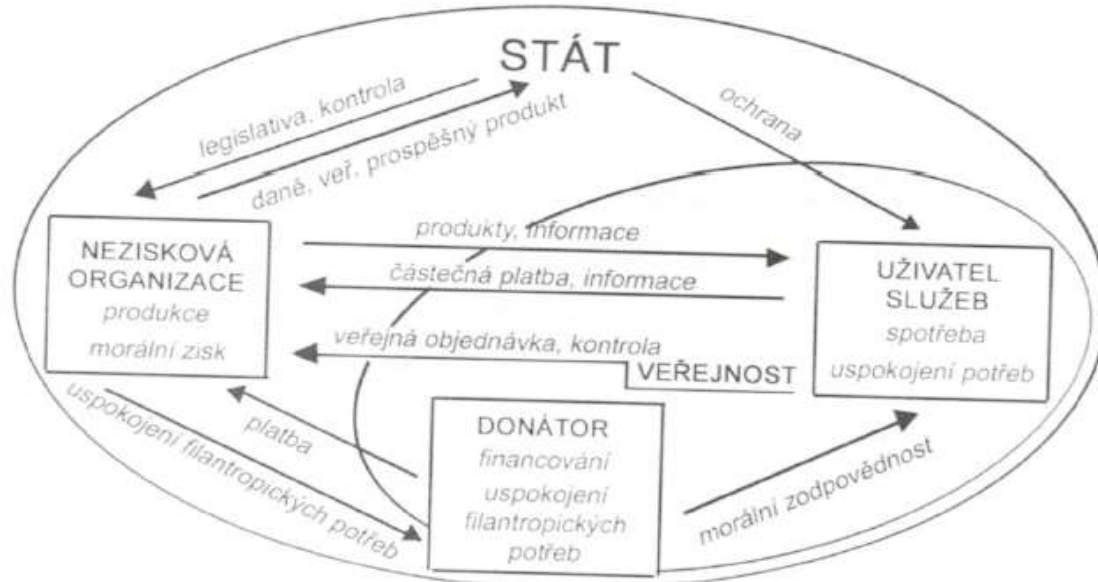 STÁT
legislativa, kontrola
daně, veř, prospěšný produkt
ochrana
NEZISKOVÁ
ORGANIZACE
produkce
morální zisk
produkty, informace
částečná platba, informace
veřejná objednávka, kontrola
VEŘEJNOST
UŽIVATEL
SLUŽEB
spotřeba
uspokojení potřeb
uspokojení filantropických potřeb
platba
DONÁTOR
financování
uspokojení
filantropických
potřeb
morální zodpovědnost